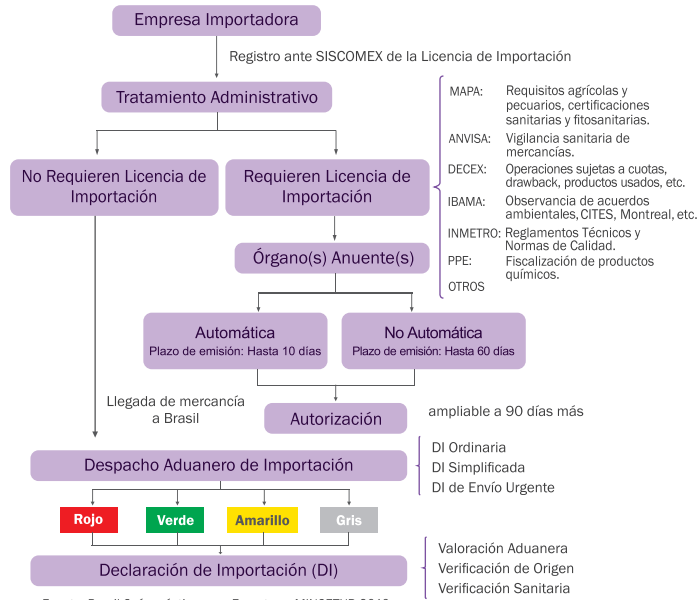 Empresa Importadora
Registro ante SISCOMEX de la Licencia de Importación
Tratamiento Administrativo
No Requieren Licencia de
Importación
Requieren Licencia de
Importación
MAPA: Requisitos agrícolas y
pecuarios, certificaciones
sanitarias y fitosanitarias.
ANVISA: Vigilancia sanitaria de
mercancías.
DECEX: Operaciones sujetas a cuotas,
drawback, productos usados, etc.
IBAMA: Observancia de acuerdos
ambientales, CITES, Montreal, etc.
INMETRO: Reglamentos Técnicos y
Normas de Calidad.
PPE: Fiscalización de productos
químicos.
OTROS
Órgano(s) Anuente(s)
Automática
Plazo de emisión: Hasta 10 días
No Automática
Plazo de emisión: Hasta 60 días
Llegada de mercancía
a Brasil
Autorización
ampliable a 90 días más
Despacho Aduanero de Importación
DI Ordinaria
DI Simplificada
DI de Envío Urgente
Rojo
Verde
Amarillo
Gris
Declaración de Importación (DI)
Valoración Aduanera
Verificación de Origen
Verificación Sanitaria